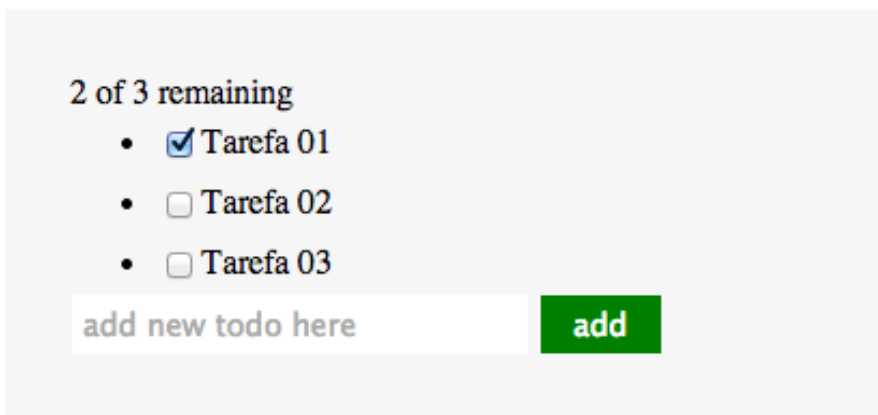 2 of 3 remaining
Tarefa 01
Tarefa 02
Tarefa 03
add new todo here add